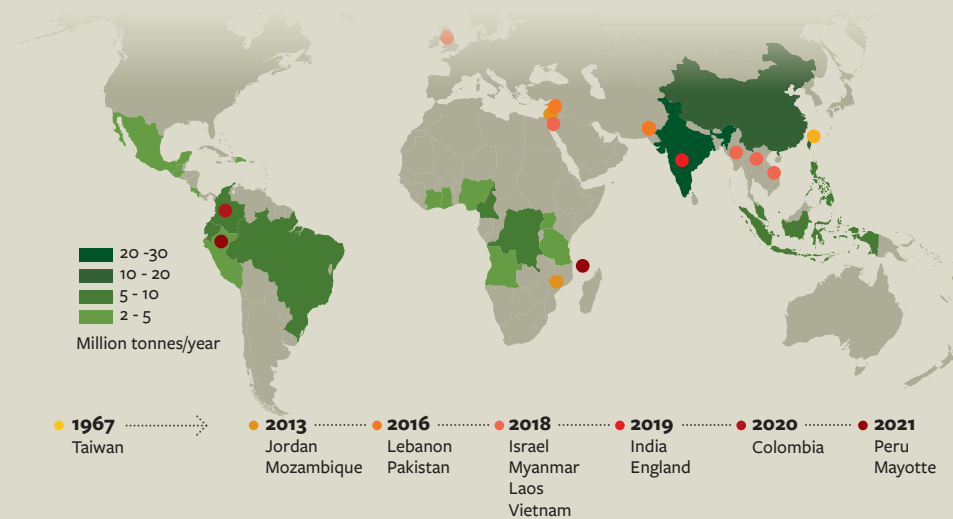 20 -30
10 - 20
5 - 10
2 - 5
Million tonnes/year
1967
Taiwan
2013
Jordan
Mozambique
2016
Lebanon
Pakistan
2018
Israel
Myanmar
Laos
Vietnam
2019
India
England
2020
Colombia
2021
Peru
Mayotte